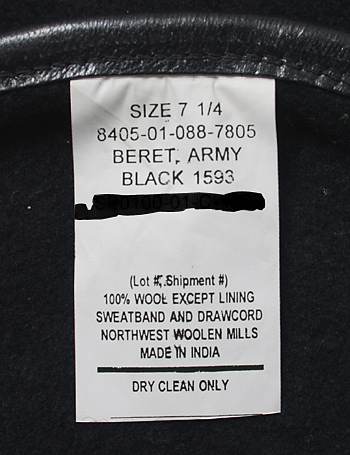 SIZE 7 1/4
8405-01-088-7805
BERET, ARMY
BLACK 1593
(Lot #, Shipment #)
100% WOOL EXCEPT LINING
SWEATBAND AND DRAWCORD
NORTHWEST WOOLEN MILLS
MADE IN INDIA
DRY CLEAN ONLY